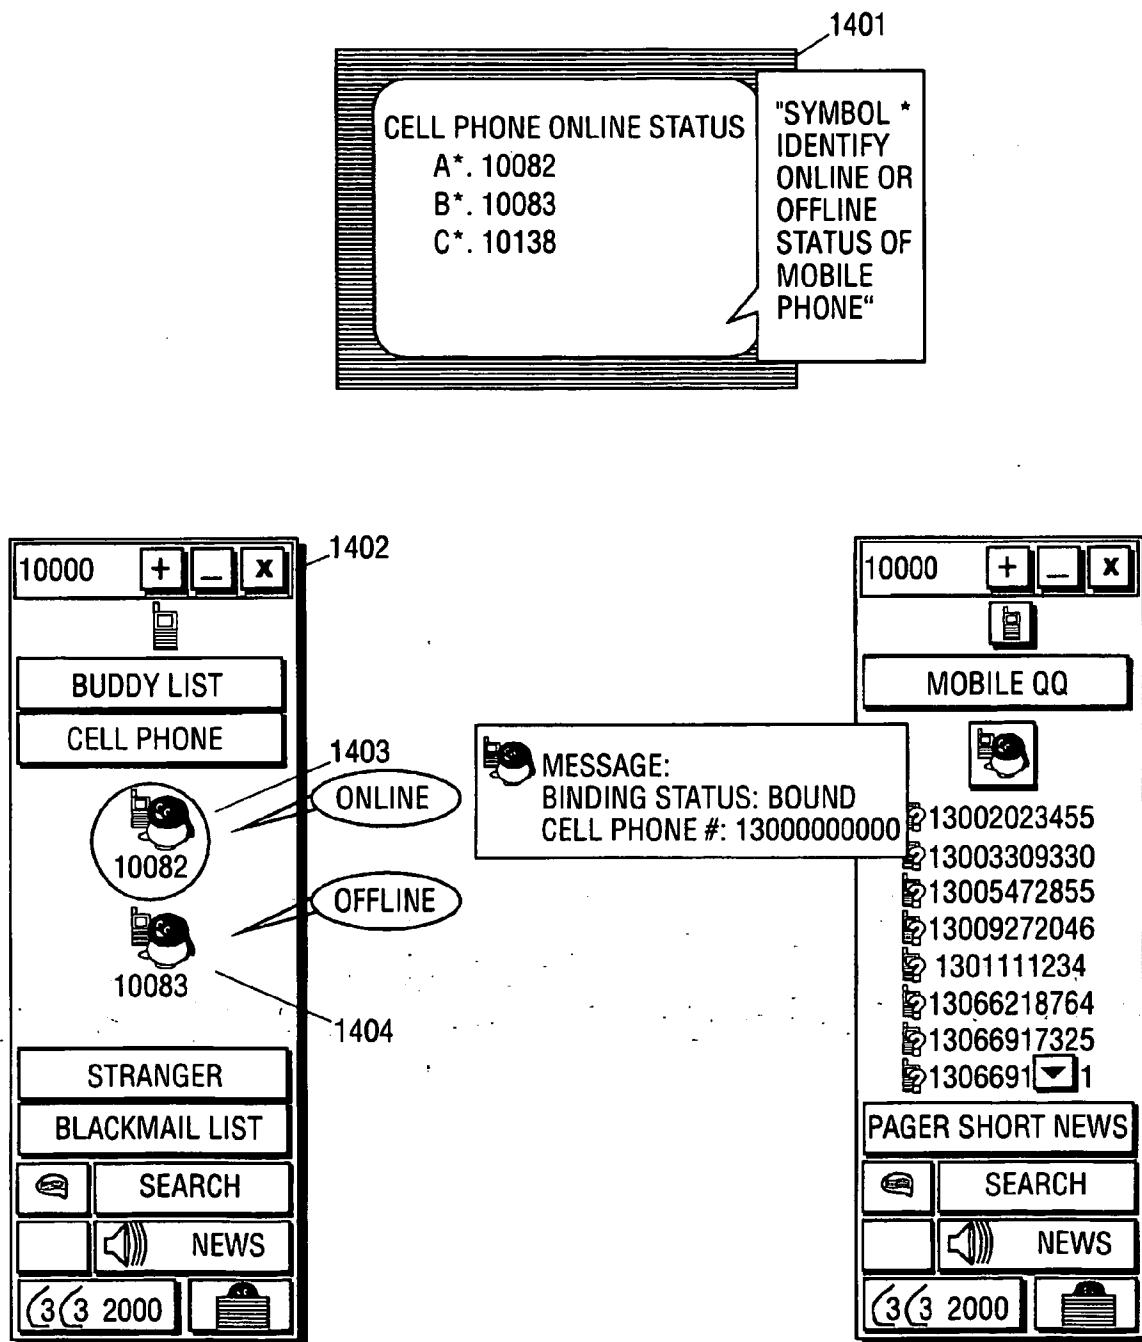 1401
CELL PHONE ONLINE STATUS
A*. 10082
B*. 10083
C*. 10138
"SYMBOL *
IDENTIFY
ONLINE OR
OFFLINE
STATUS OF
MOBILE
PHONE"
1402
10000 + _ X
BUDDY LIST
CELL PHONE
1403
ONLINE
10082
OFFLINE
10083
1404
STRANGER
BLACKMAIL LIST
SEARCH
NEWS
2000
MESSAGE:
BINDING STATUS: BOUND
CELL PHONE #: 13000000000
10000 + _ X
MOBILE QQ
?13002023455
?13003309330
?13005472855
?13009272046
?1301111234
?13066218764
?13066917325
?1306691 1
PAGER SHORT NEWS
SEARCH
NEWS
2000